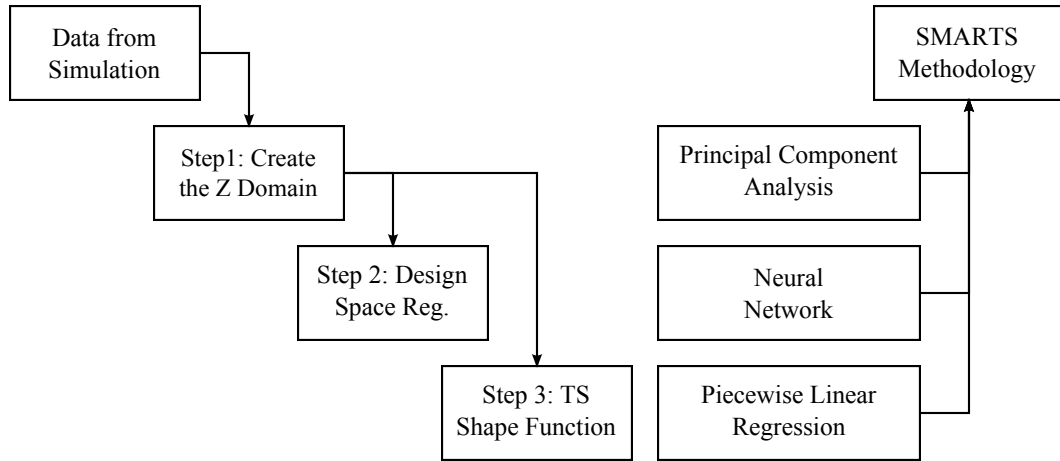 Data from
Simulation
SMARTS
Methodology
Step1: Create
the Z Domain
Principal Component
Analysis
Step 2: Design
Space Reg.
Neural
Network
Step 3: TS
Shape Function
Piecewise Linear
Regression